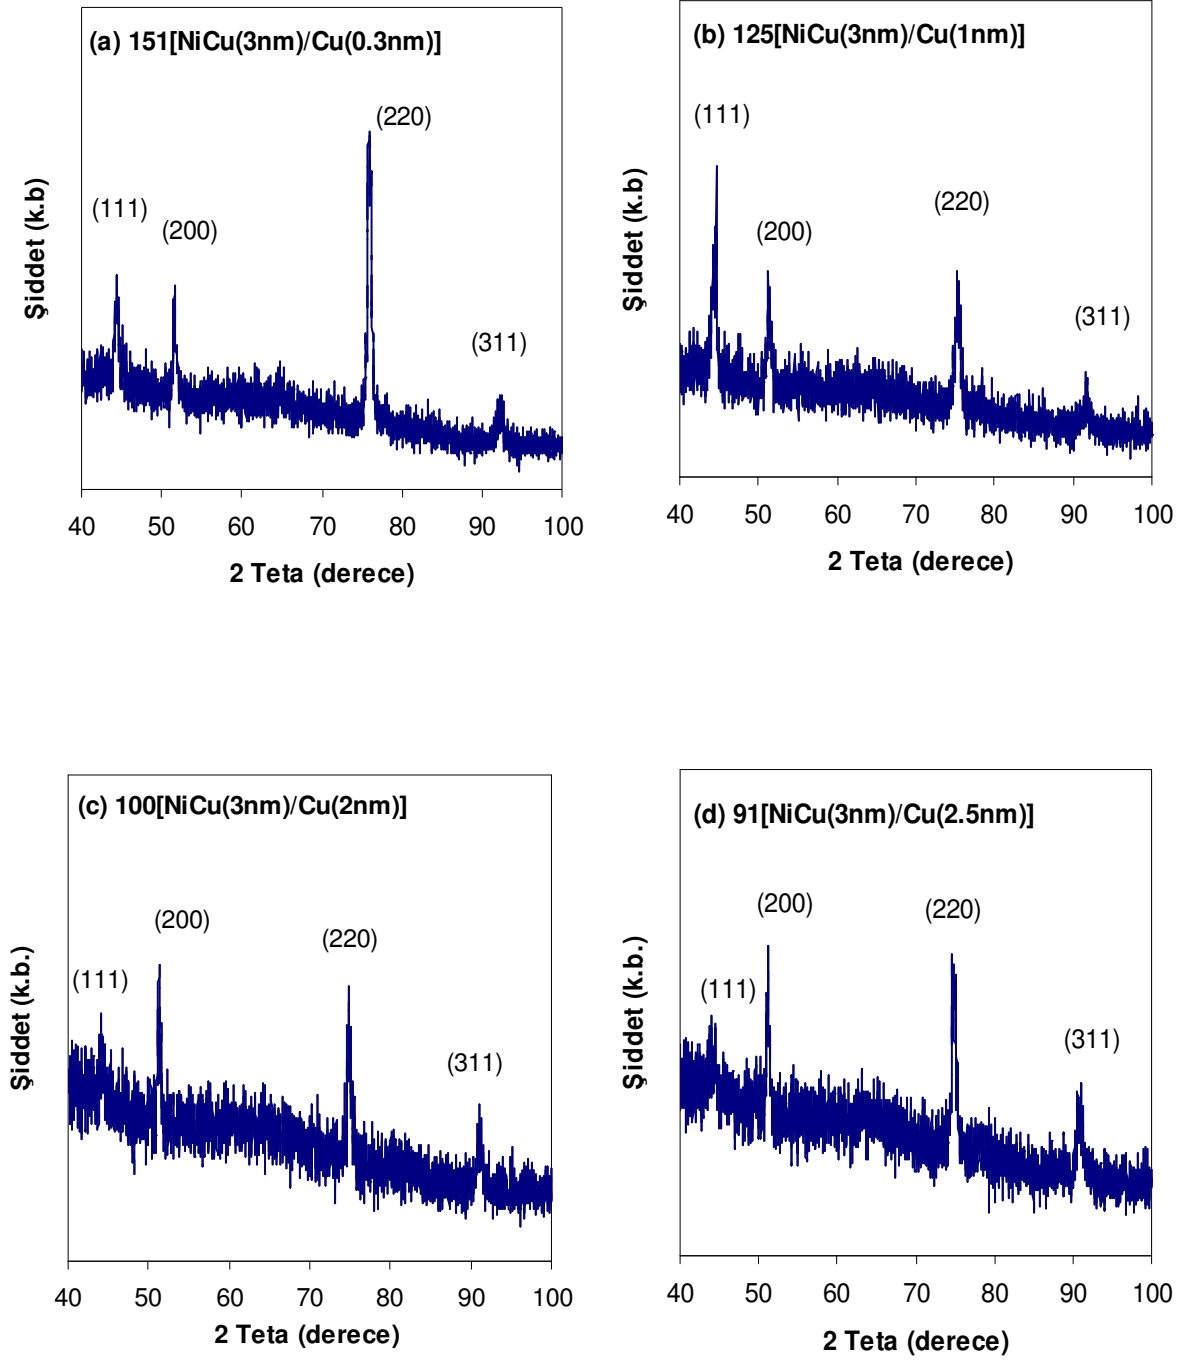 (a) 151[NiCu(3nm)/Cu(0.3nm)]
(220)
(111)
(200)
(311)
Şiddet (k.b)
40 50 60 70 80 90 100
2 Teta (derece)
(b) 125[NiCu(3nm)/Cu(1nm)]
(111)
(220)
(200)
(311)
Şiddet (k.b)
40 50 60 70 80 90 100
2 Teta (derece)
(c) 100[NiCu(3nm)/Cu(2nm)]
(200)
(220)
(111)
(311)
Şiddet (k.b.)
40 50 60 70 80 90 100
2 Teta (derece)
(d) 91[NiCu(3nm)/Cu(2.5nm)]
(200)
(220)
(111)
(311)
Şiddet (k.b.)
40 50 60 70 80 90 100
2 Teta (derece)